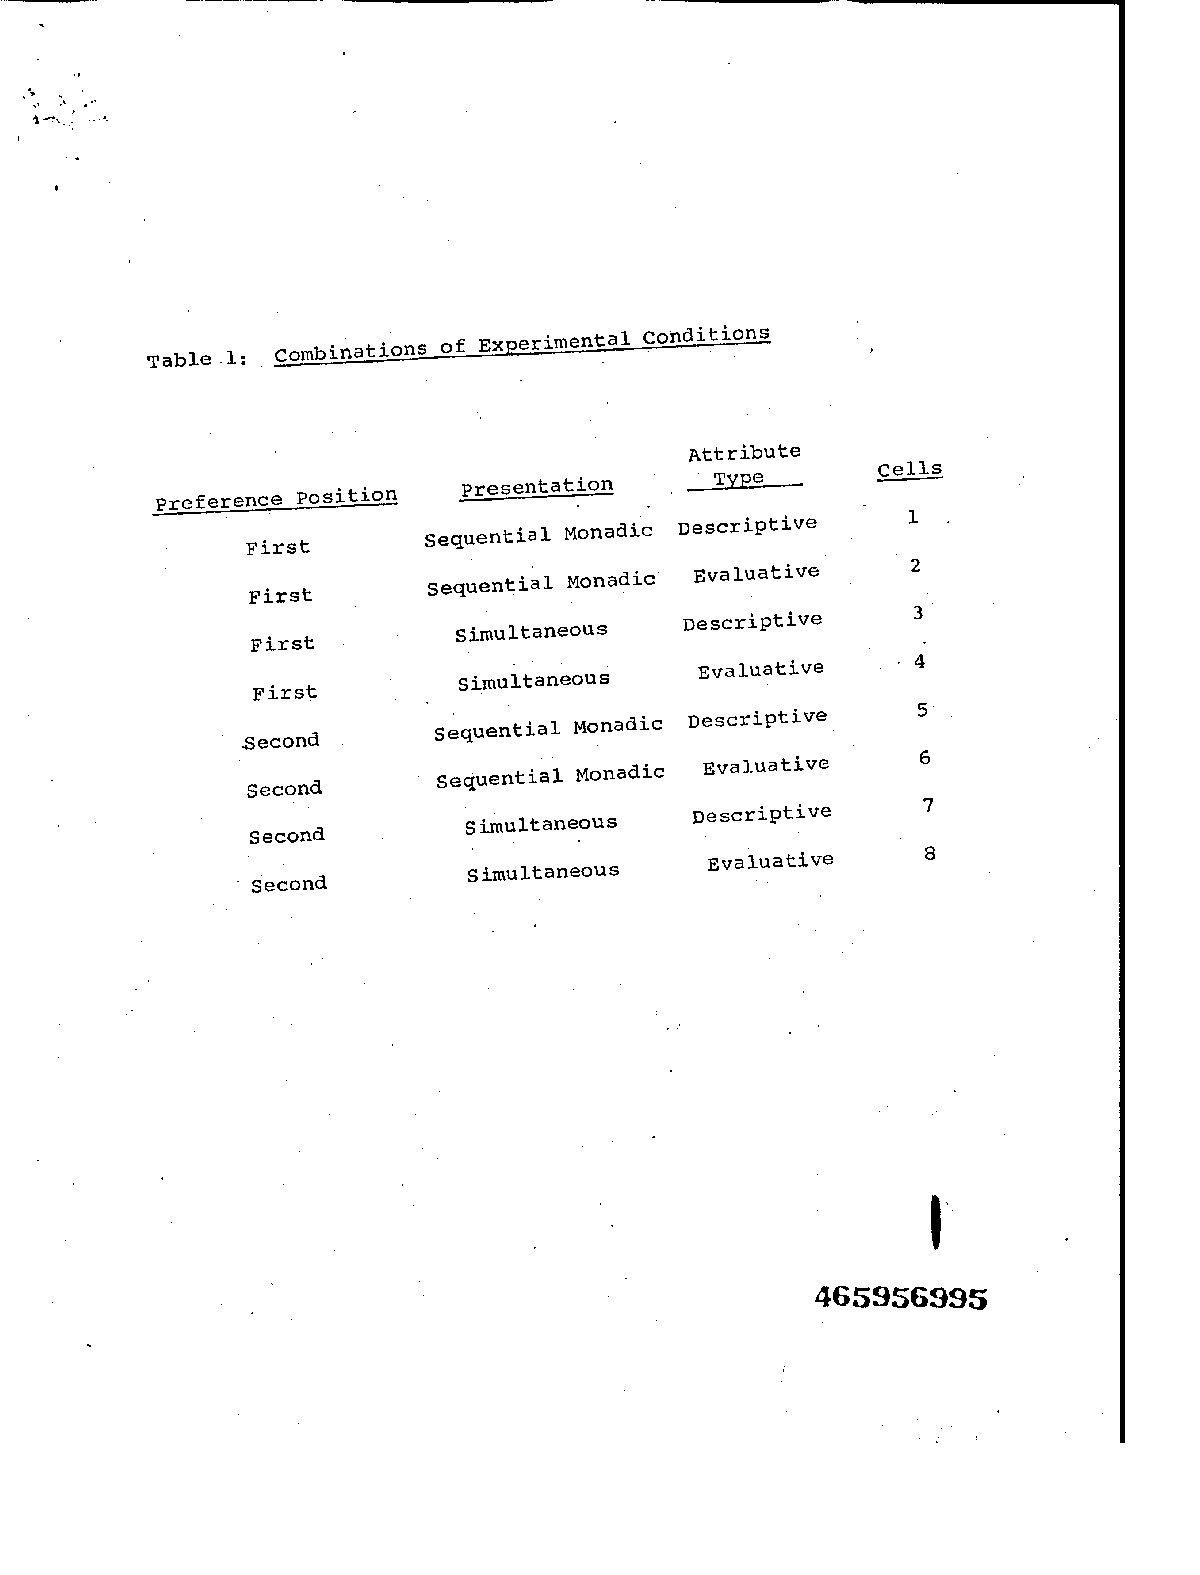 Table 1: Combinations of Experimental Conditions
Attribute
Preference Position Presentation Type Cells
First Sequential Monadic Descriptive 1
First Sequential Monadic Evaluative 2
First Simultaneous Descriptive 3
First Simultaneous Evaluative 4
Second Sequential Monadic Descriptive 5
Second Sequential Monadic Evaluative 6
Second Simultaneous Descriptive 7
Second Simultaneous Evaluative 8
465956995